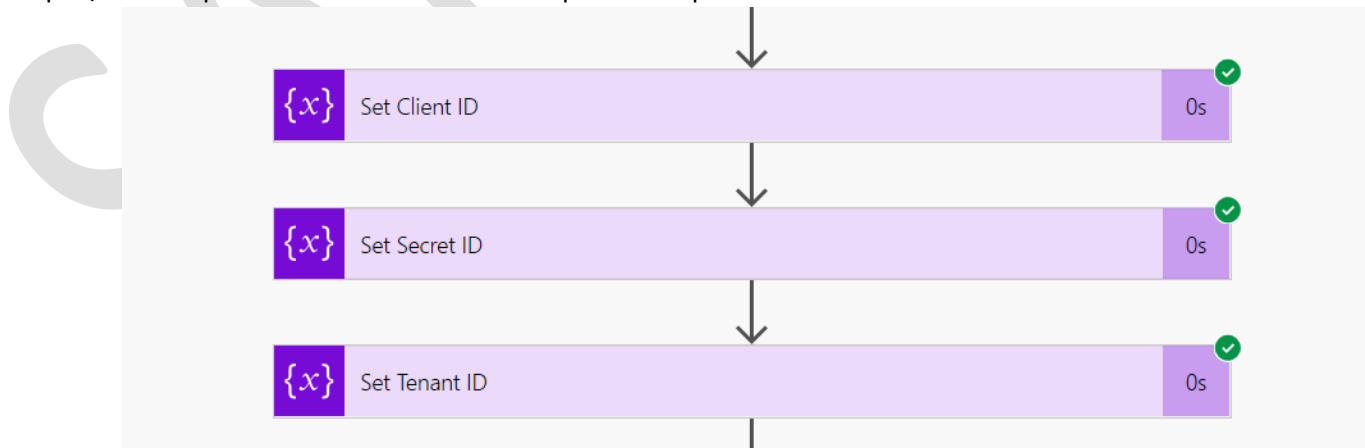 {x} Set Client ID 0s
{x} Set Secret ID 0s
{x} Set Tenant ID 0s